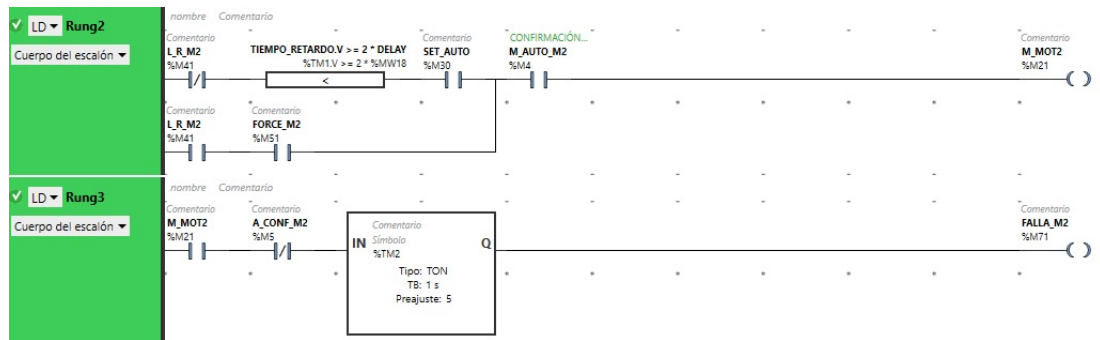 nombre Comentario
LD Rung2
Cuerpo del escalón
Comentario
L_R_M2
%M41
TIEMPO_RETARDO.V >= 2 * DELAY
%TM1.V >= 2 * %MW18
<
Comentario
SET_AUTO
%M30
CONFIRMACIÓN...
M_AUTO_M2
%M4
Comentario
M_MOT2
%M21
Comentario
L_R_M2
%M41
Comentario
FORCE_M2
%M51
nombre Comentario
LD Rung3
Cuerpo del escalón
Comentario
M_MOT2
%M21
Comentario
A_CONF_M2
%M5
Comentario
IN Símbolo Q
%TM2
Tipo: TON
TB: 1 s
Preajuste: 5
Comentario
FALLA_M2
%M71